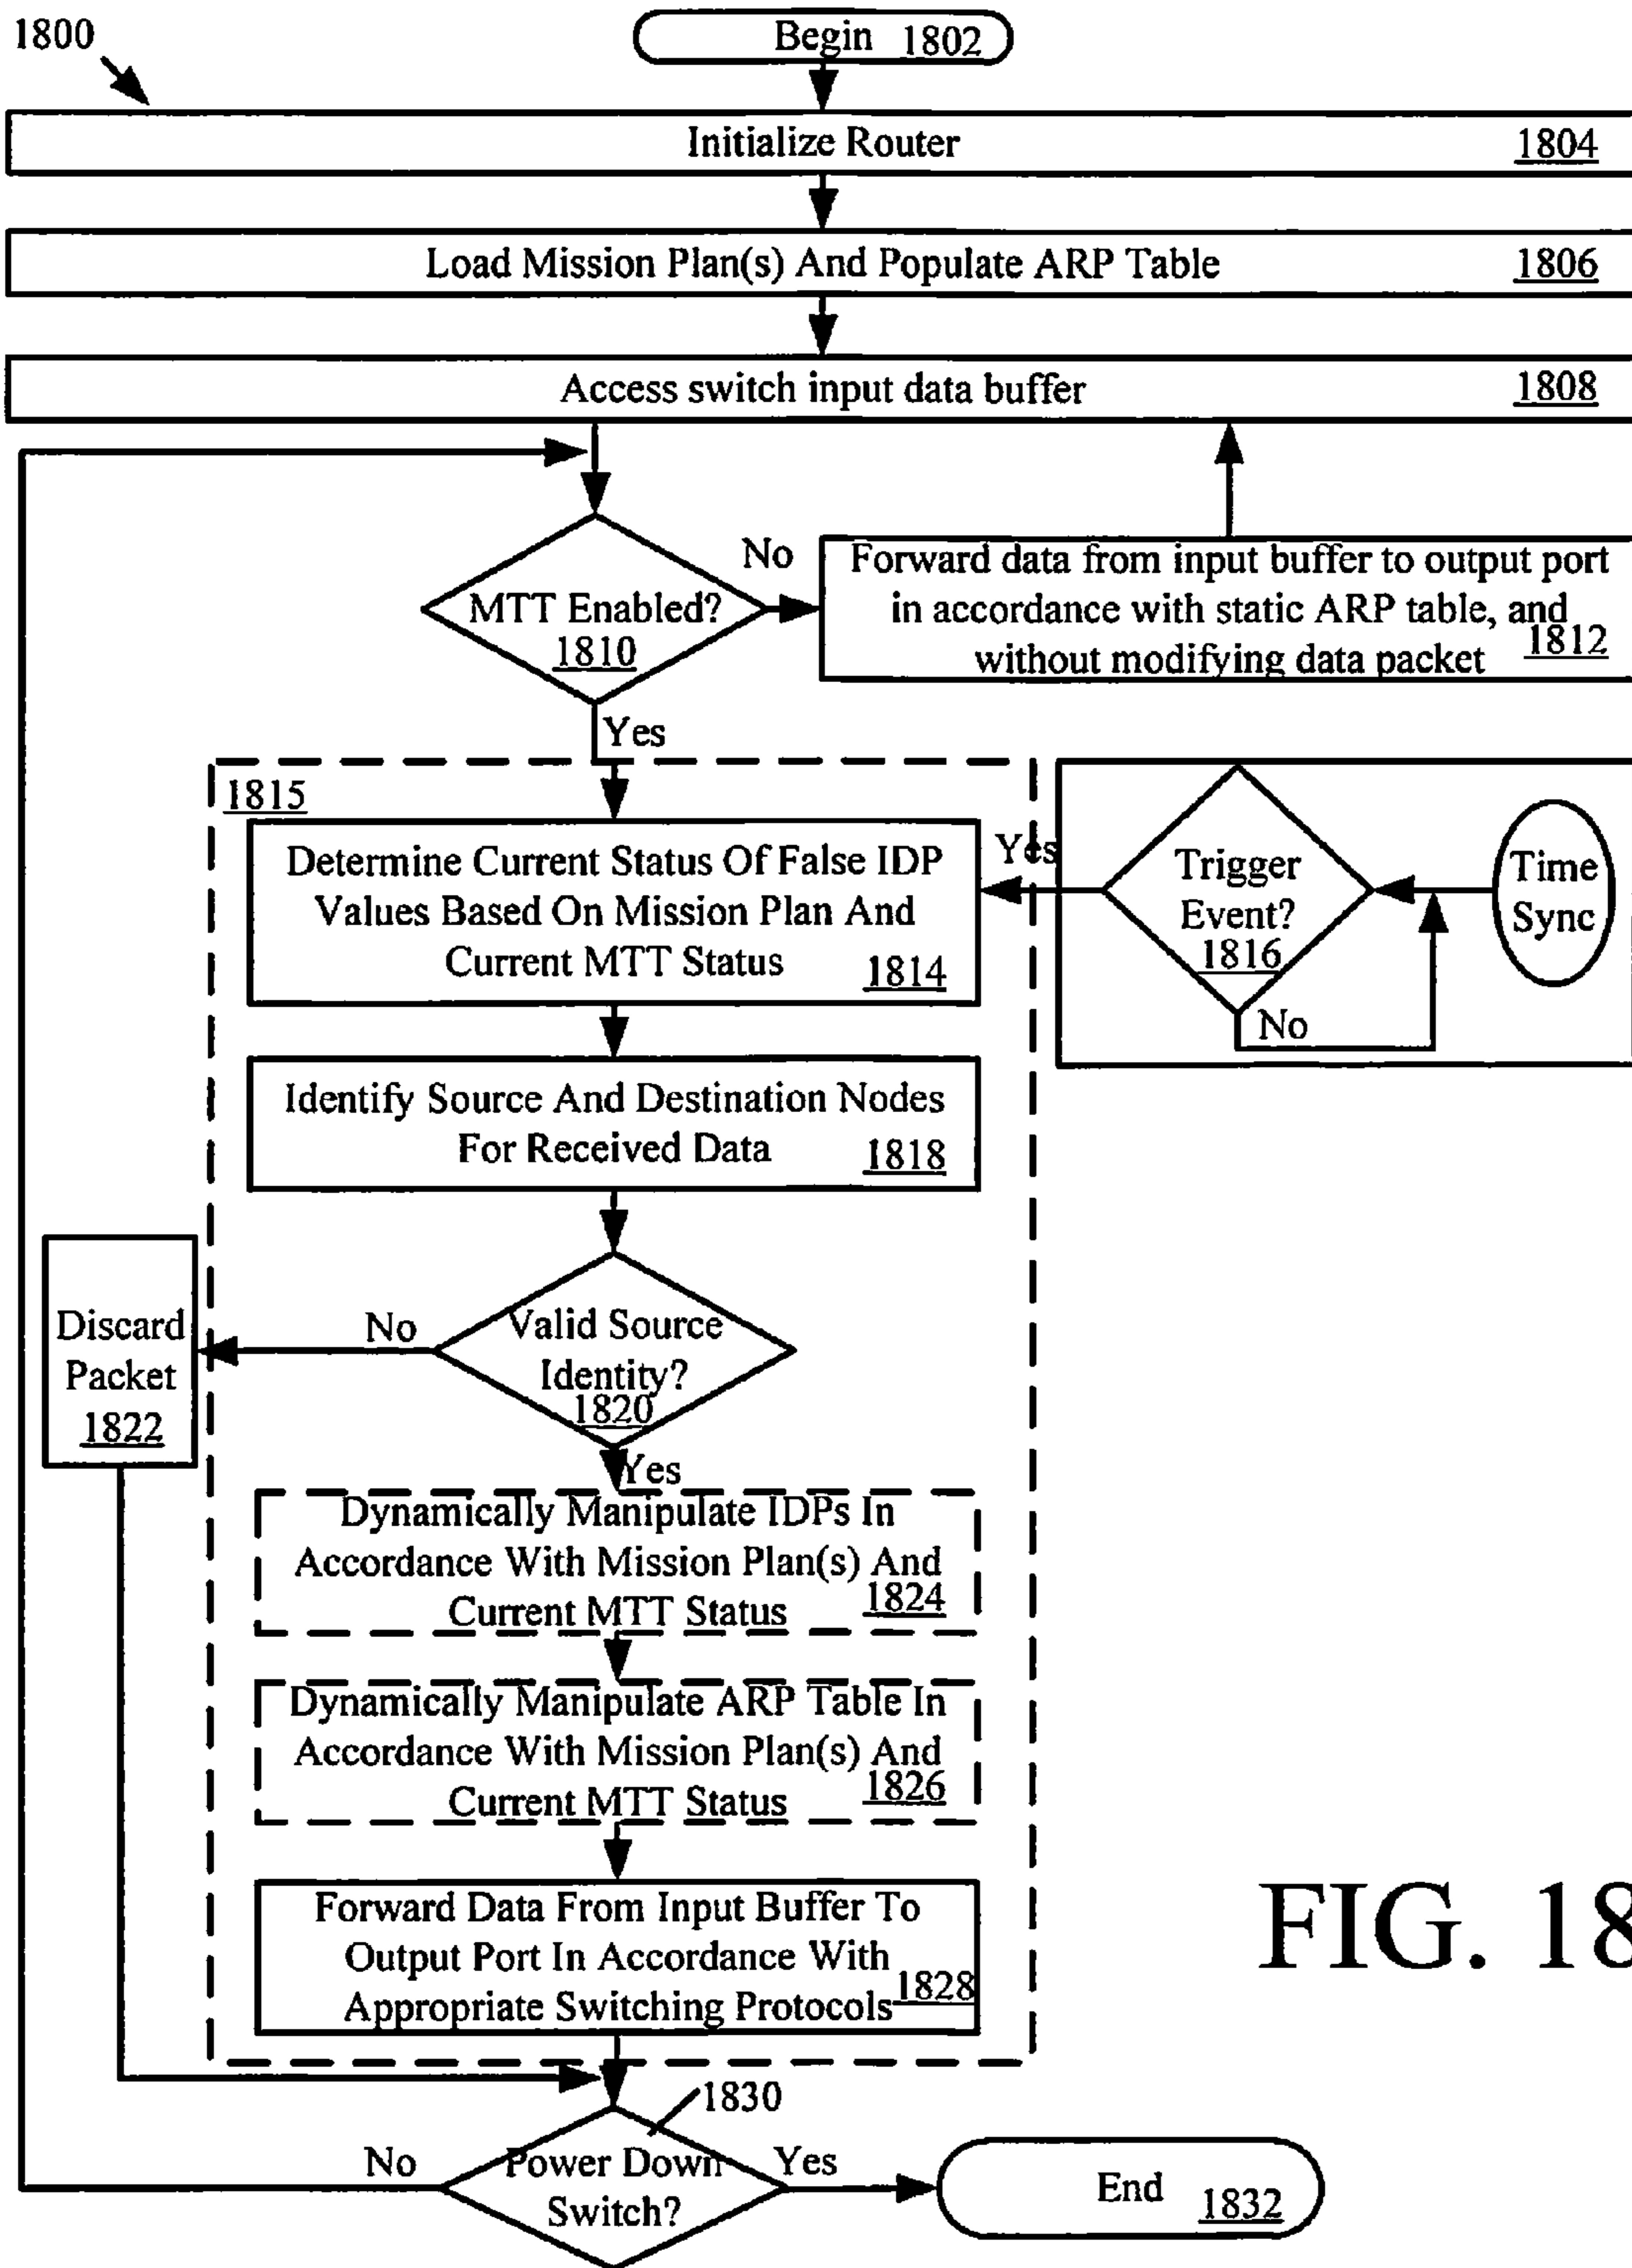 1800
Begin 1802
Initialize Router 1804
Load Mission Plan(s) And Populate ARP Table 1806
Access switch input data buffer 1808
MTT Enabled?
1810
No
Forward data from input buffer to output port
in accordance with static ARP table, and
without modifying data packet 1812
Yes
1815
Determine Current Status Of False IDP
Values Based On Mission Plan And
Current MTT Status 1814
Yes
Trigger
Event?
1816
No
Time
Sync
Identify Source And Destination Nodes
For Received Data 1818
Valid Source
Identity?
1820
No
Discard
Packet
1822
Yes
Dynamically Manipulate IDPs In
Accordance With Mission Plan(s) And
Current MTT Status 1824
Dynamically Manipulate ARP Table In
Accordance With Mission Plan(s) And
Current MTT Status 1826
Forward Data From Input Buffer To
Output Port In Accordance With
Appropriate Switching Protocols 1828
1830
Power Down
Switch?
No
Yes
End 1832
FIG. 18